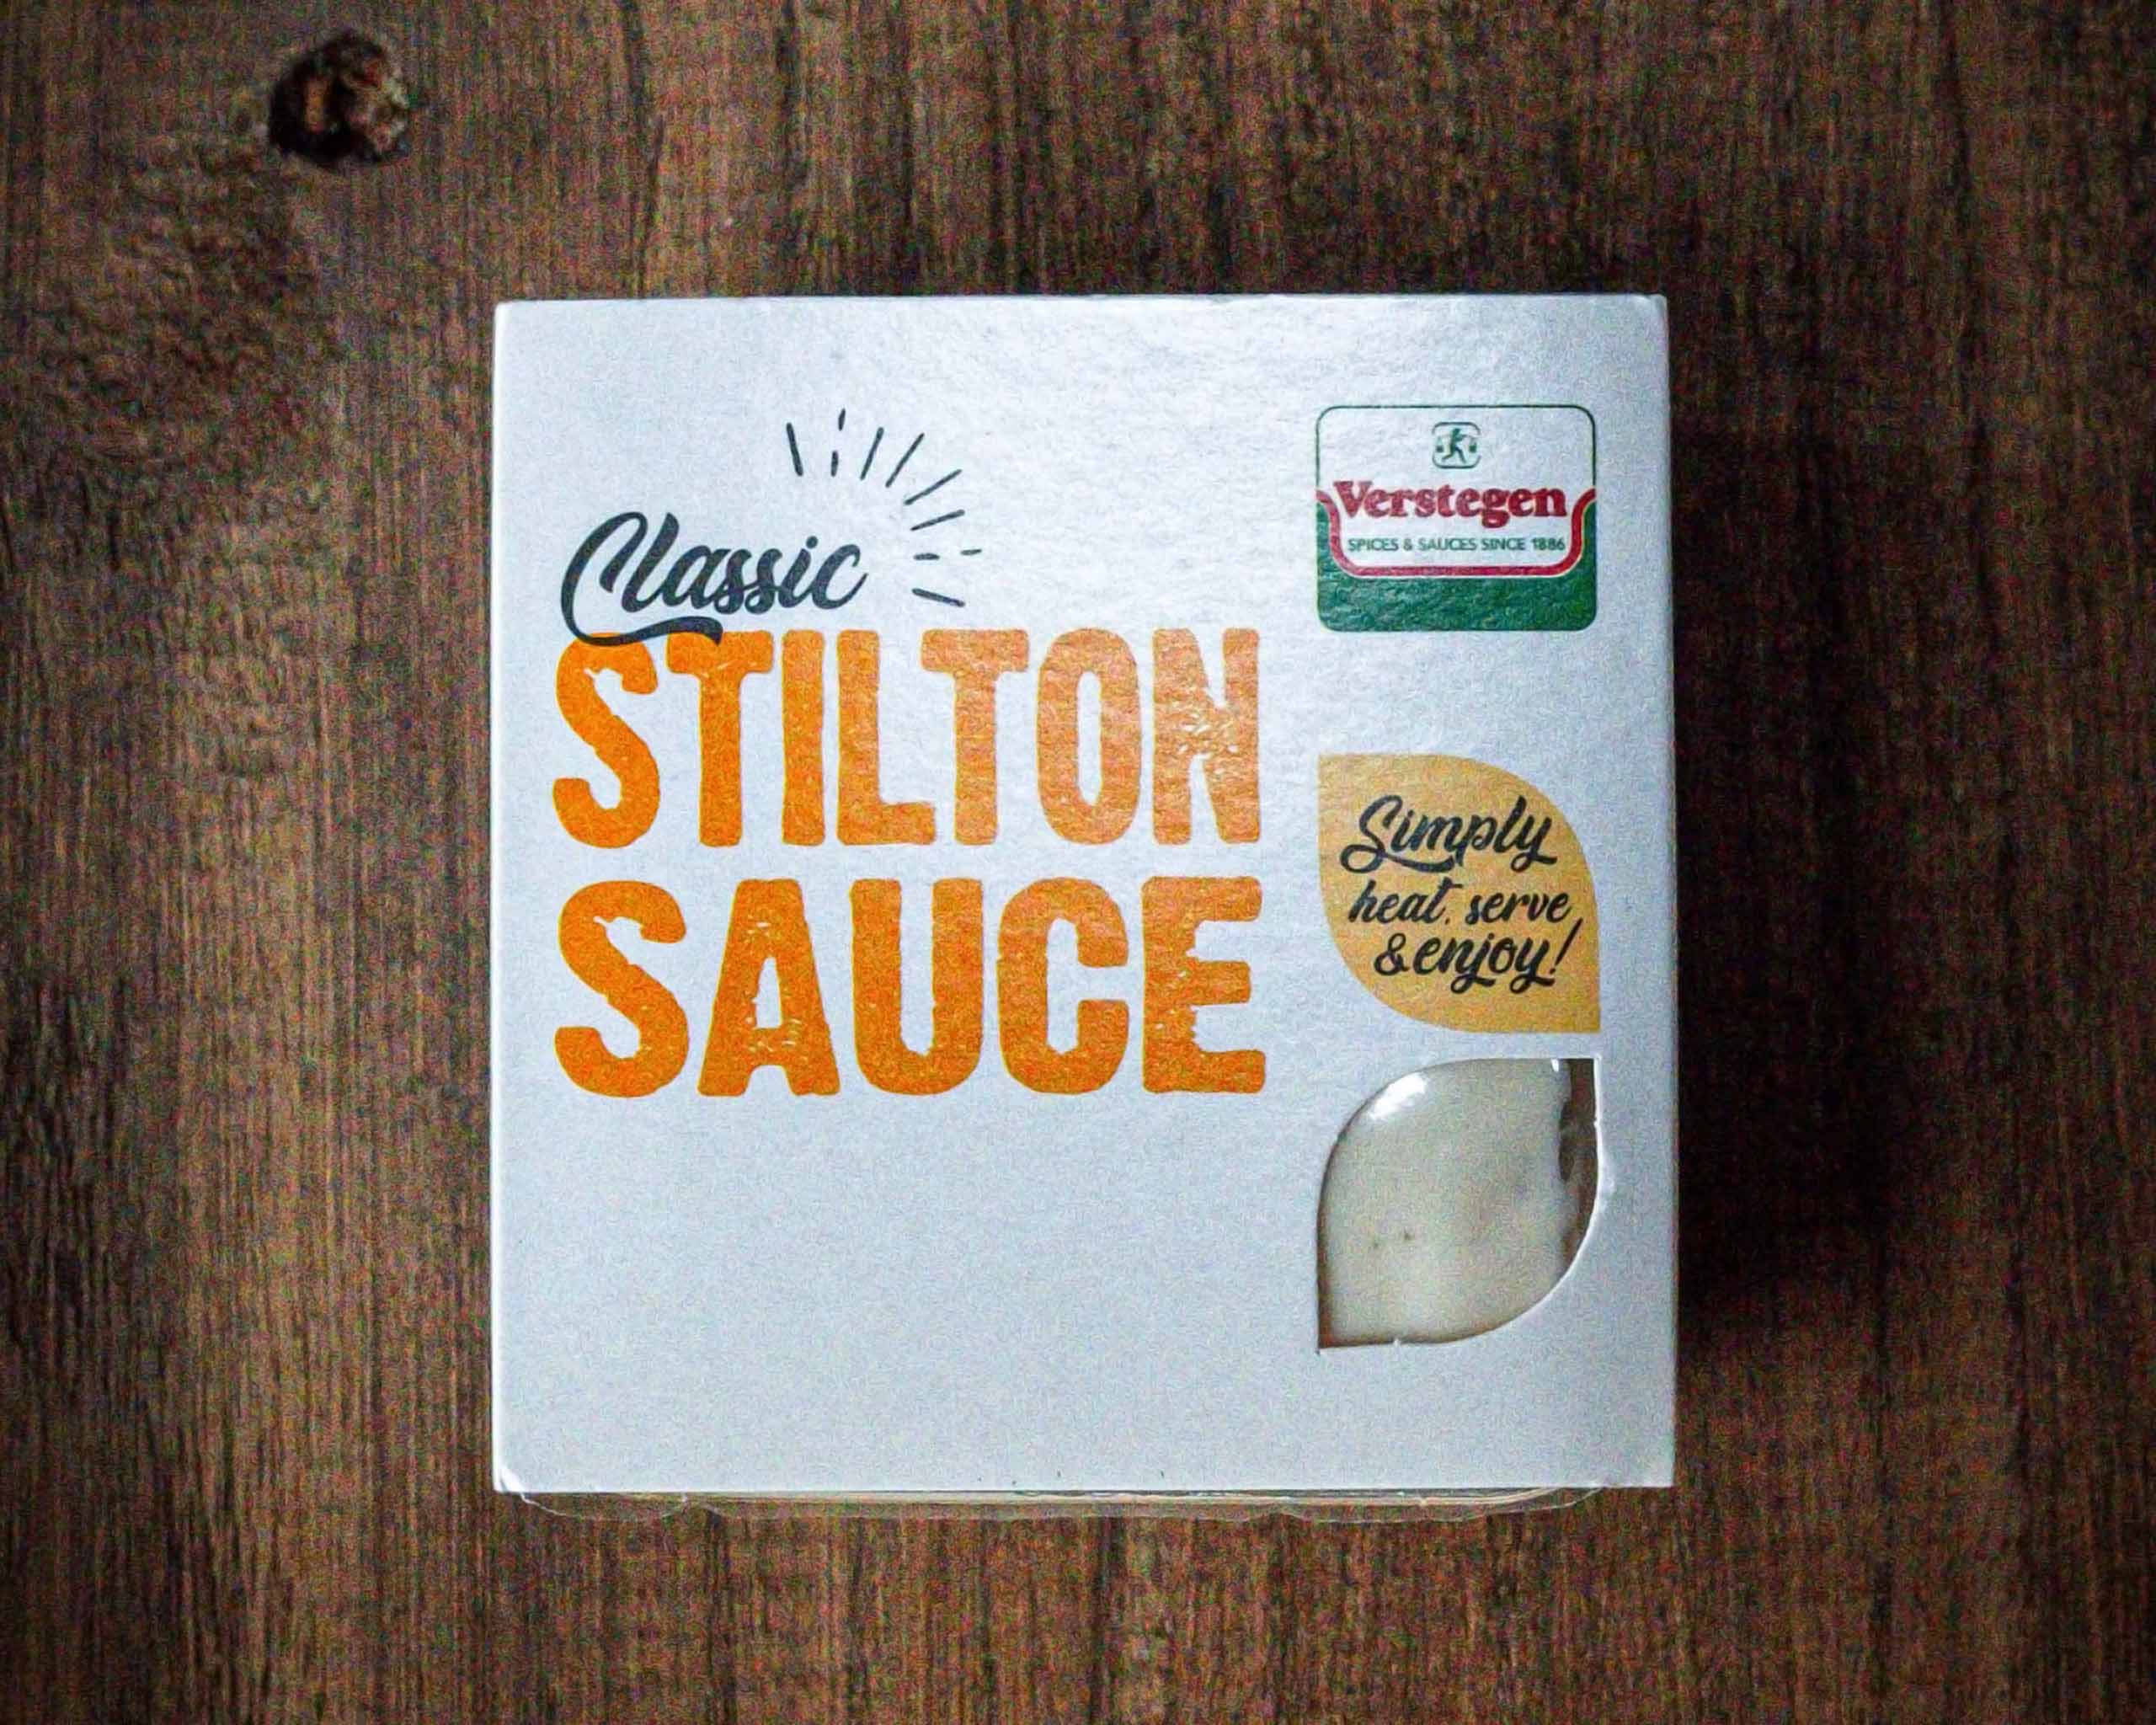 Classic
STILTON
SAUCE
Verstegen
SPICES & SAUCES SINCE 1886
Simply
heat, serve
& enjoy!